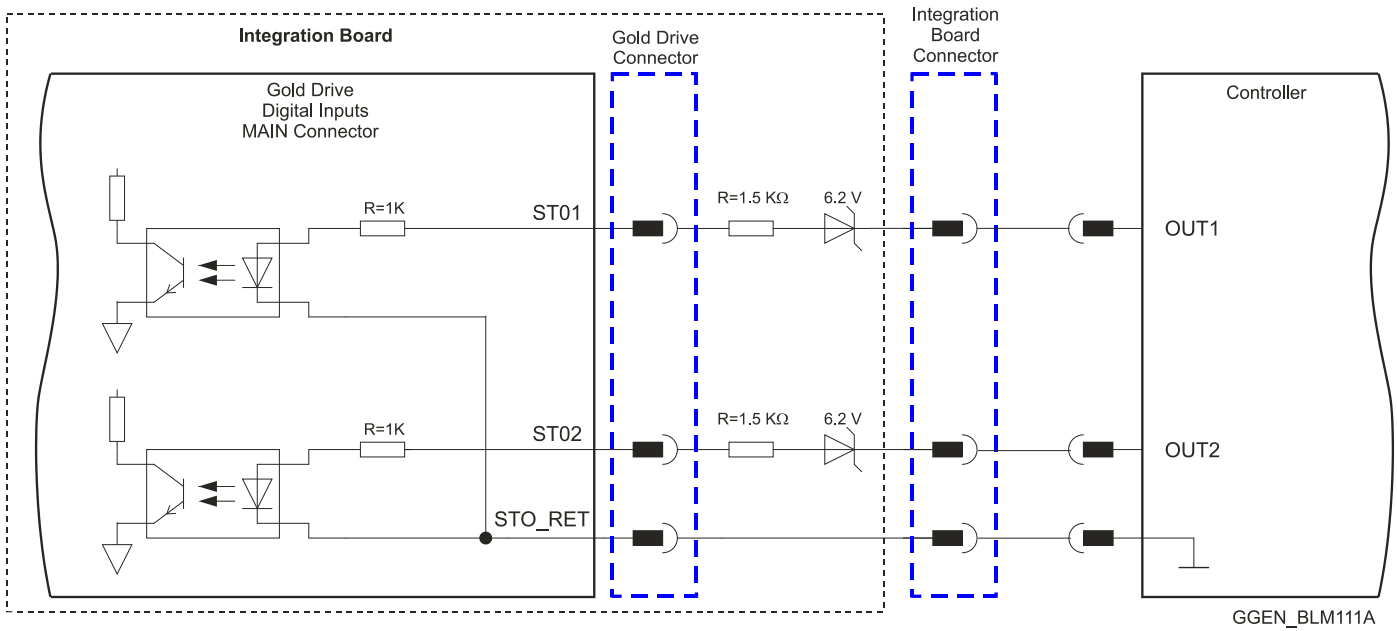 Integration Board
Gold Drive
Connector
Integration
Board
Connector
Gold Drive
Digital Inputs
MAIN Connector
Controller
R=1K
ST01
R=1.5 KΩ
6.2 V
OUT1
R=1K
ST02
R=1.5 KΩ
6.2 V
OUT2
STO_RET
GGEN_BLM111A